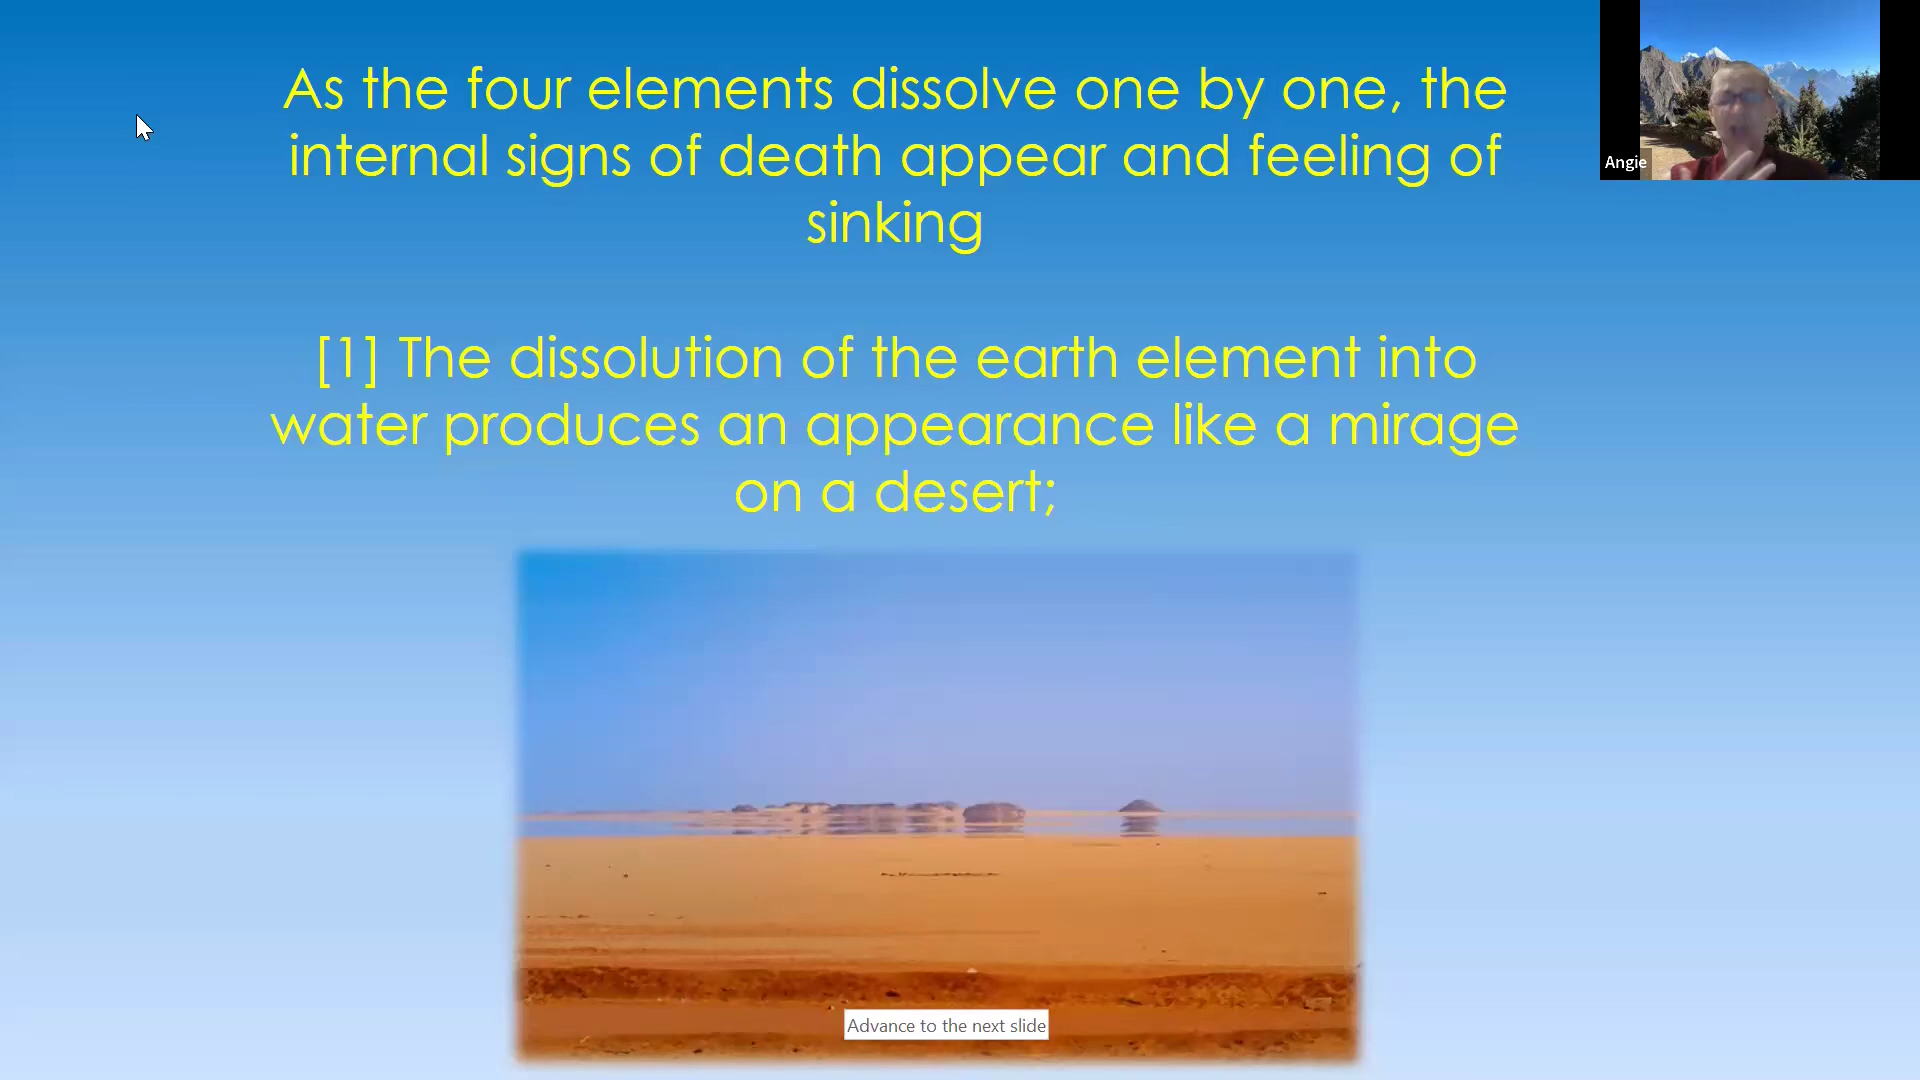 As the four elements dissolve one by one, the
internal signs of death appear and feeling of
sinking
[1] The dissolution of the earth element into
water produces an appearance like a mirage
on a desert;
Angie
Advance to the next slide